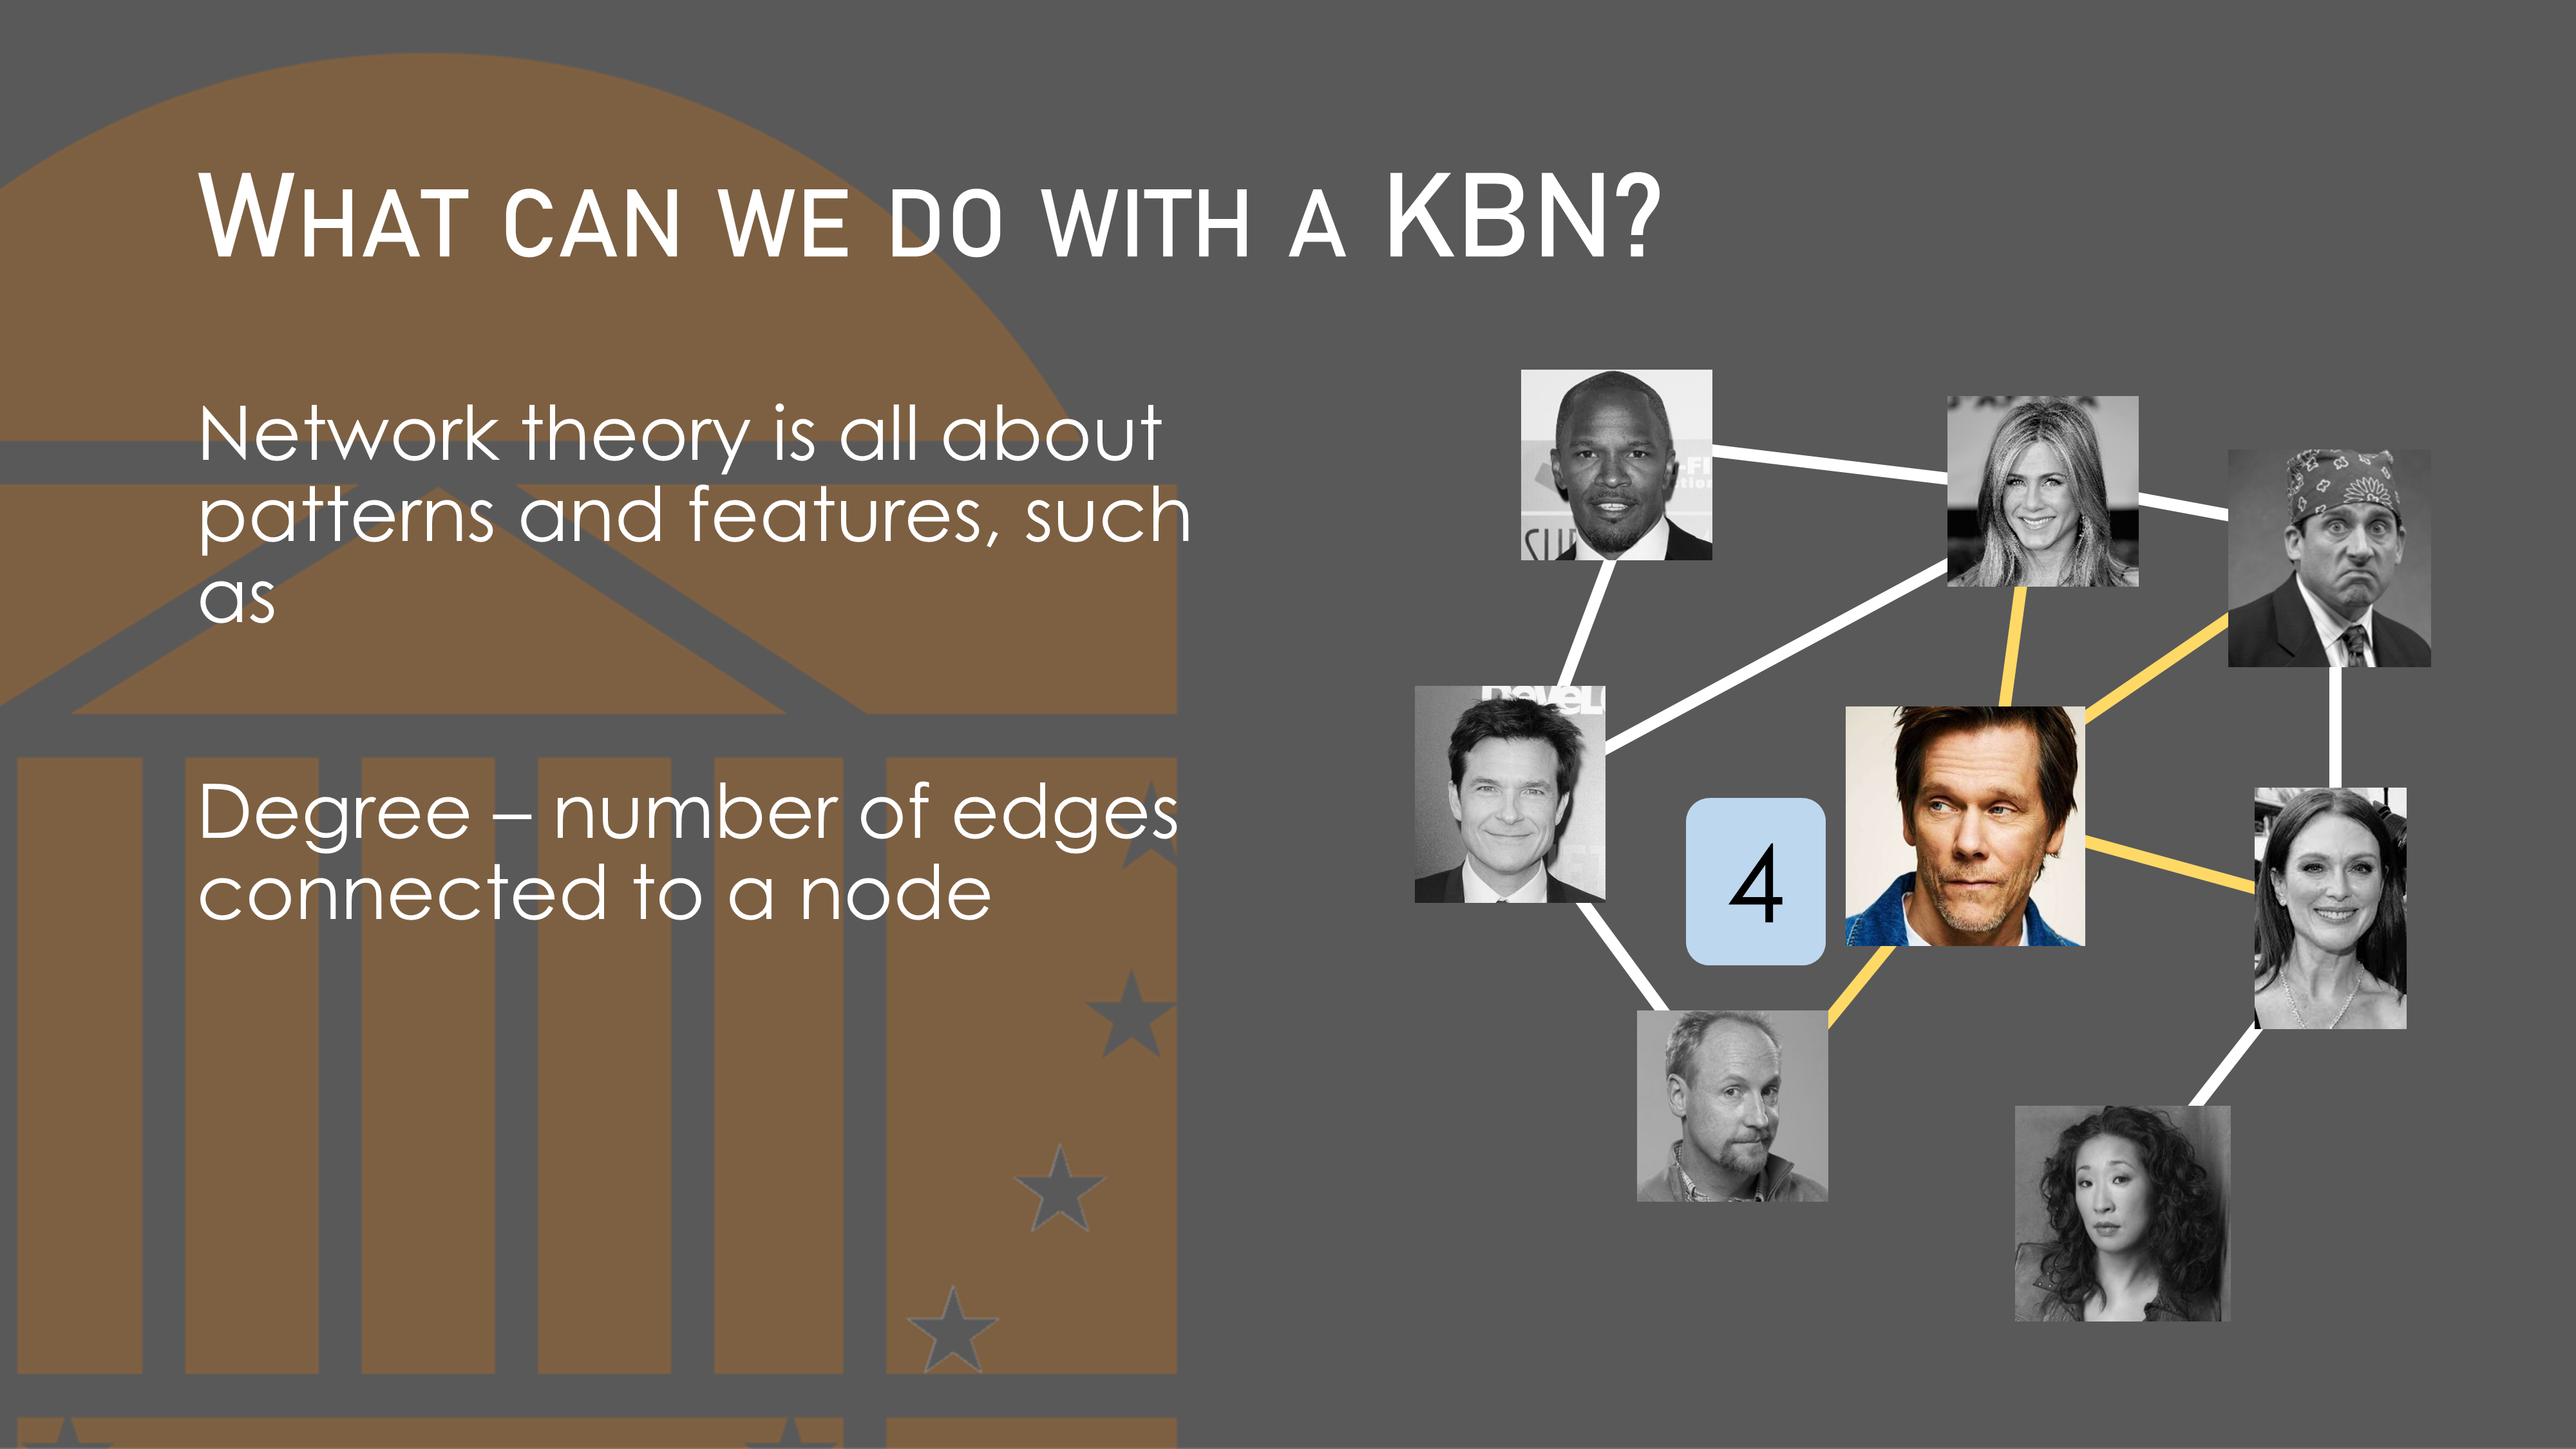 WHAT CAN WE DO WITH A KBN?
Network theory is all about
patterns and features, such
as
Degree – number of edges
connected to a node
4